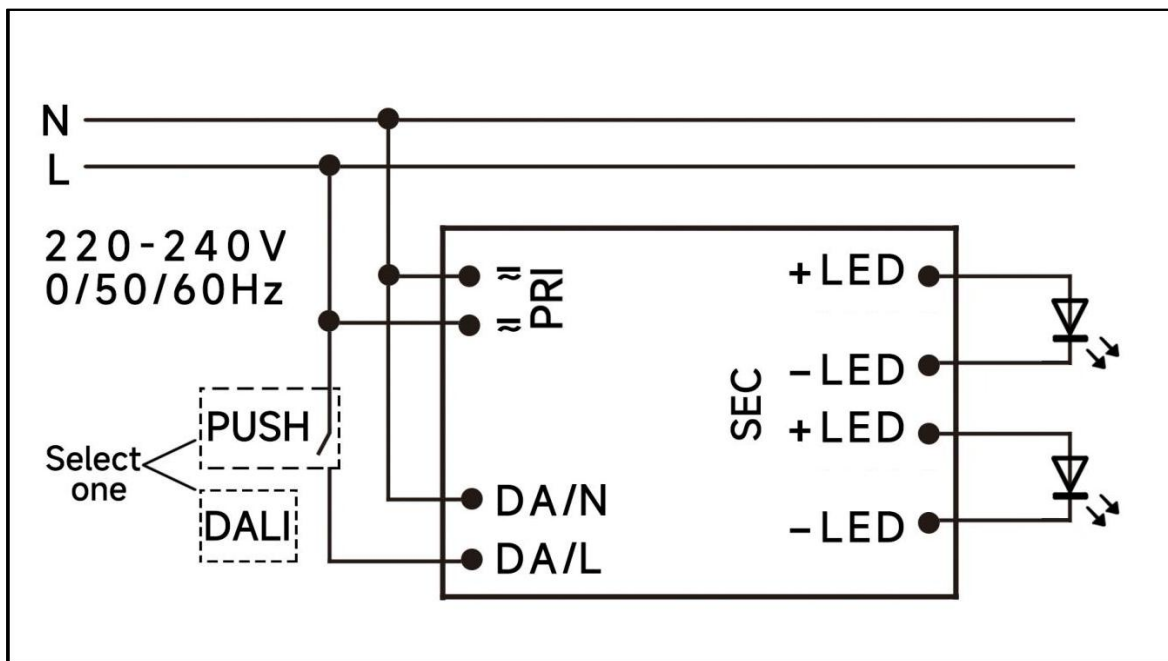 N
L
220-240V
0/50/60Hz
PUSH
Select
one
DALI
PRI
DA/N
DA/L
SEC
+LED
-LED
+LED
-LED